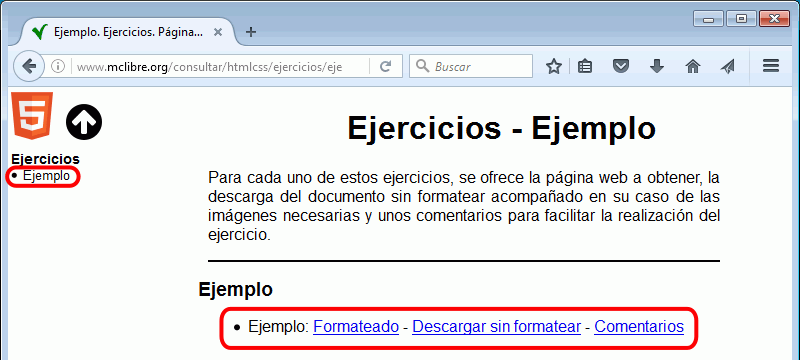 Ejemplo. Ejercicios. Página...
www.mclibre.org/consultar/htmlcss/ejercicios/eje
Buscar
5
Ejercicios - Ejemplo
Ejercicios
• Ejemplo
Para cada uno de estos ejercicios, se ofrece la página web a obtener, la
descarga del documento sin formatear acompañado en su caso de las
imágenes necesarias y unos comentarios para facilitar la realización del
ejercicio.
Ejemplo
• Ejemplo: Formateado - Descargar sin formatear - Comentarios